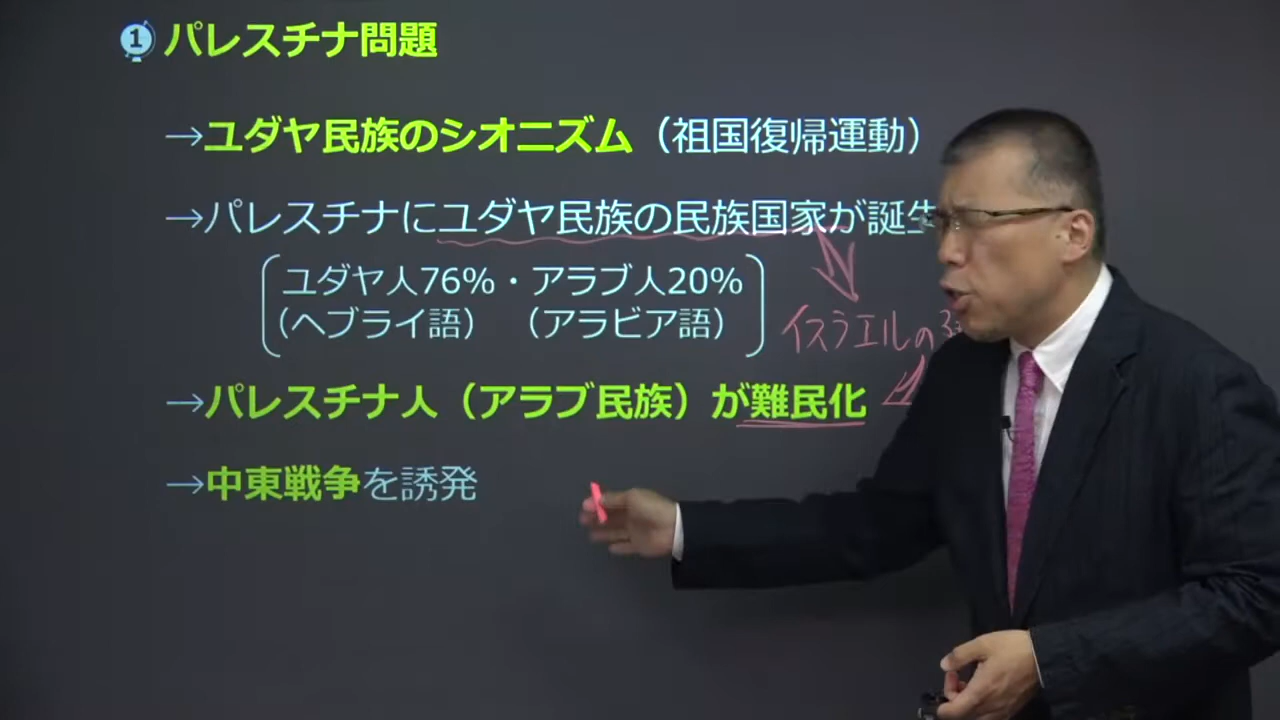 1 パレスチナ問題
→ユダヤ民族のシオニズム（祖国復帰運動）
→パレスチナにユダヤ民族の民族国家が誕生
ユダヤ人76%・アラブ人20%
（ヘブライ語）（アラビア語）
イスラエルの
→パレスチナ人（アラブ民族）が難民化
→中東戦争を誘発